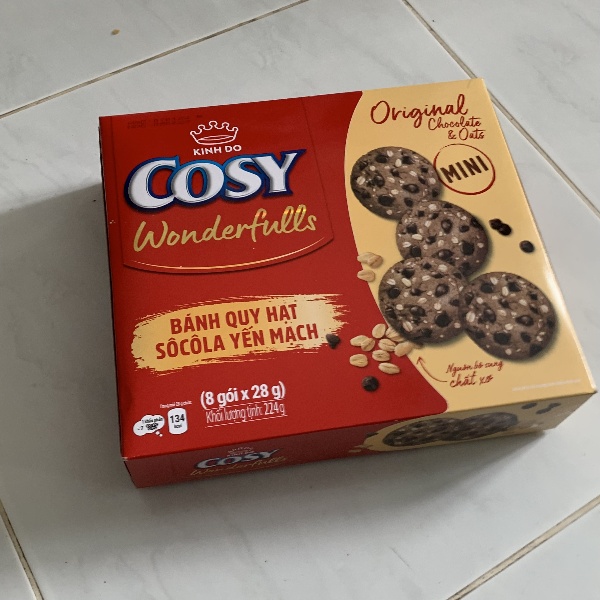 KINH DO
COSY
Wonderfulls
Original
Chocolate
& Oats
MINI
BÁNH QUY HẠT
SÔCÔLA YẾN MẠCH
(8 gói x 28 g)
Khối lượng tịnh: 224 g
134
kcal
Nguồn bổ sung
chất xơ
COSY
Wonderfulls